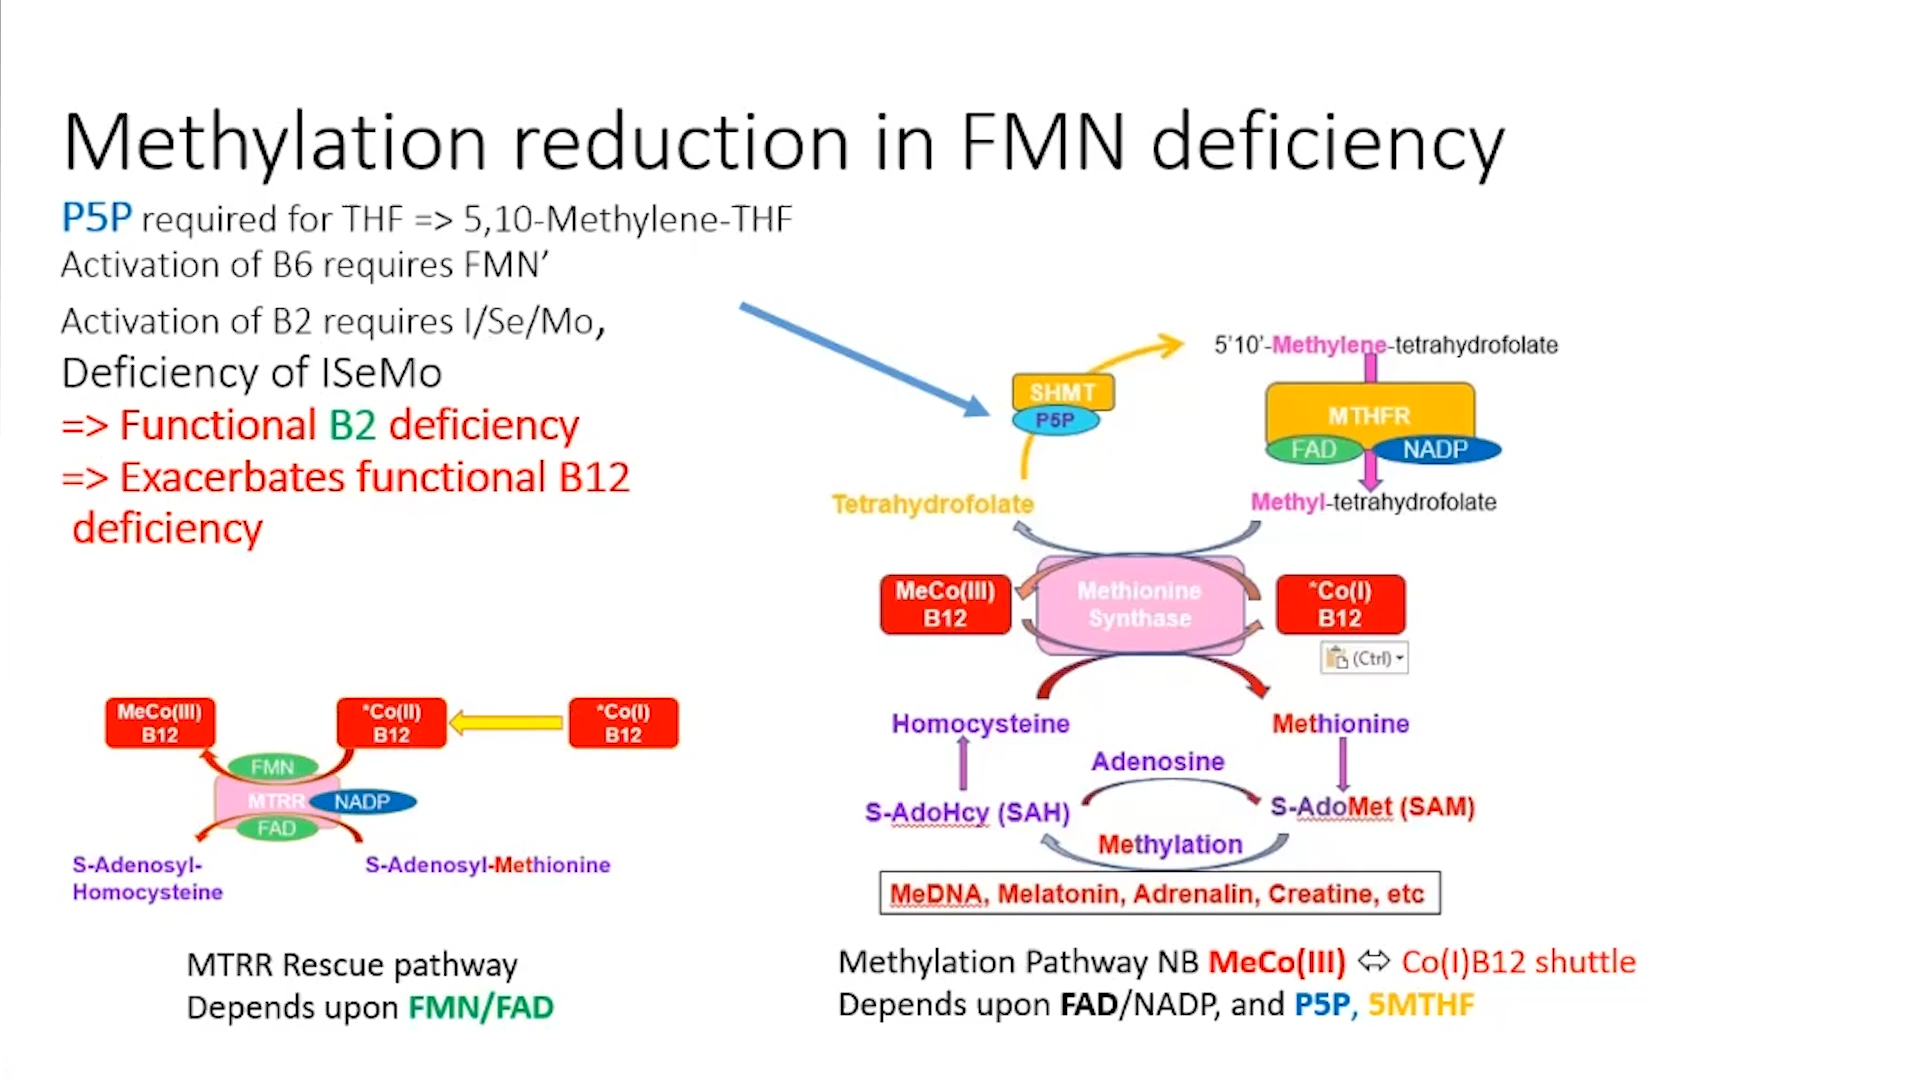 Methylation reduction in FMN deficiency
P5P required for THF => 5,10-Methylene-THF
Activation of B6 requires FMN’
Activation of B2 requires I/Se/Mo,
Deficiency of ISeMo
=> Functional B2 deficiency
=> Exacerbates functional B12
deficiency
5’10’-Methylene-tetrahydrofolate
SHMT
P5P
MTHFR
FAD
NADP
Tetrahydrofolate
Methyl-tetrahydrofolate
MeCo(III)
B12
Methionine
Synthase
*Co(I)
B12
(Ctrl)
Homocysteine
Methionine
Adenosine
S-AdoHcy (SAH)
S-AdoMet (SAM)
Methylation
MeDNA, Melatonin, Adrenalin, Creatine, etc
Methylation Pathway NB MeCo(III) ⇔ Co(I)B12 shuttle
Depends upon FAD/NADP, and P5P, 5MTHF
MeCo(III)
B12
*Co(II)
B12
*Co(I)
B12
FMN
MTRR
NADP
FAD
S-Adenosyl-
Homocysteine
S-Adenosyl-Methionine
MTRR Rescue pathway
Depends upon FMN/FAD